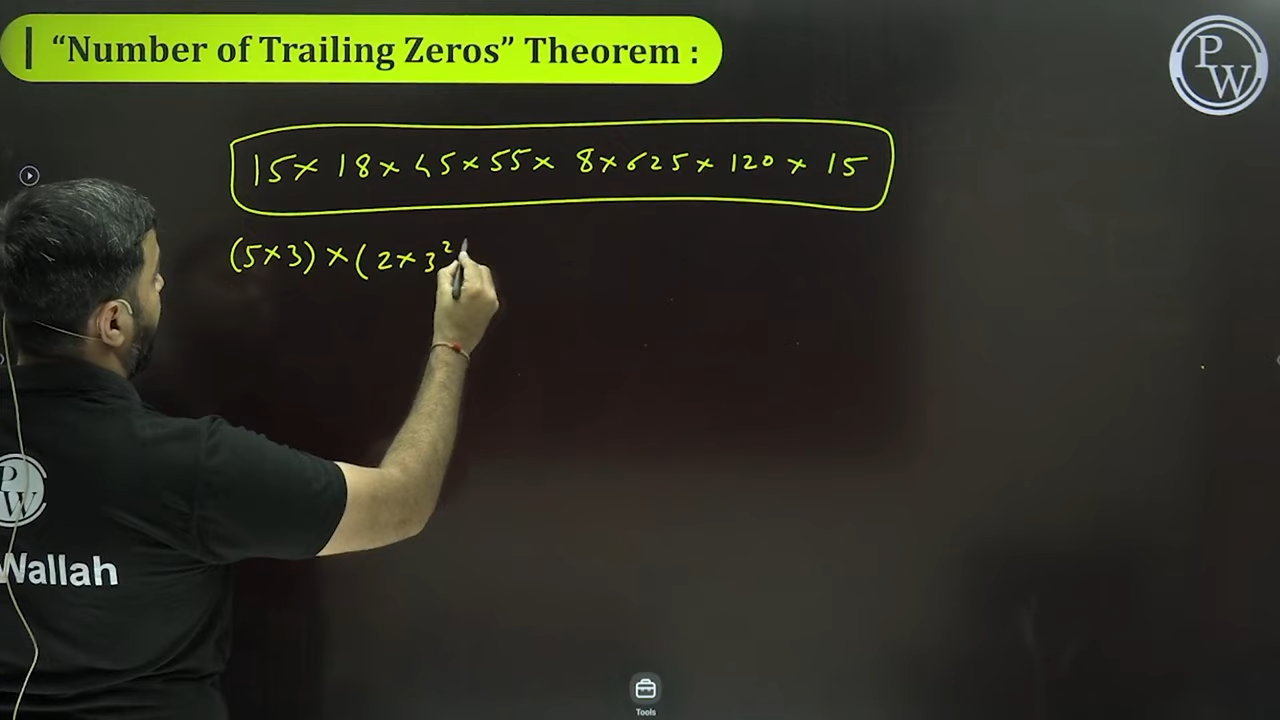 "Number of Trailing Zeros" Theorem :
PW
15 × 18 × 45 × 55 × 8 × 625 × 120 × 15
(5 × 3) × (2 × 3²
PW
Wallah
Tools